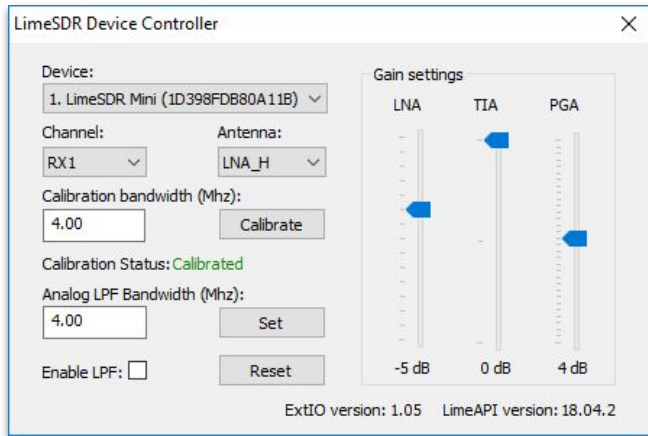 LimeSDR Device Controller
Device:
1. LimeSDR Mini (1D398FDB80A11B)
Channel:
Antenna:
RX1
LNA_H
Calibration bandwidth (Mhz):
4.00
Calibrate
Calibration Status: Calibrated
Analog LPF Bandwidth (Mhz):
4.00
Set
Enable LPF:
Reset
Gain settings
LNA
TIA
PGA
-5 dB
0 dB
4 dB
ExtIO version: 1.05
LimeAPI version: 18.04.2